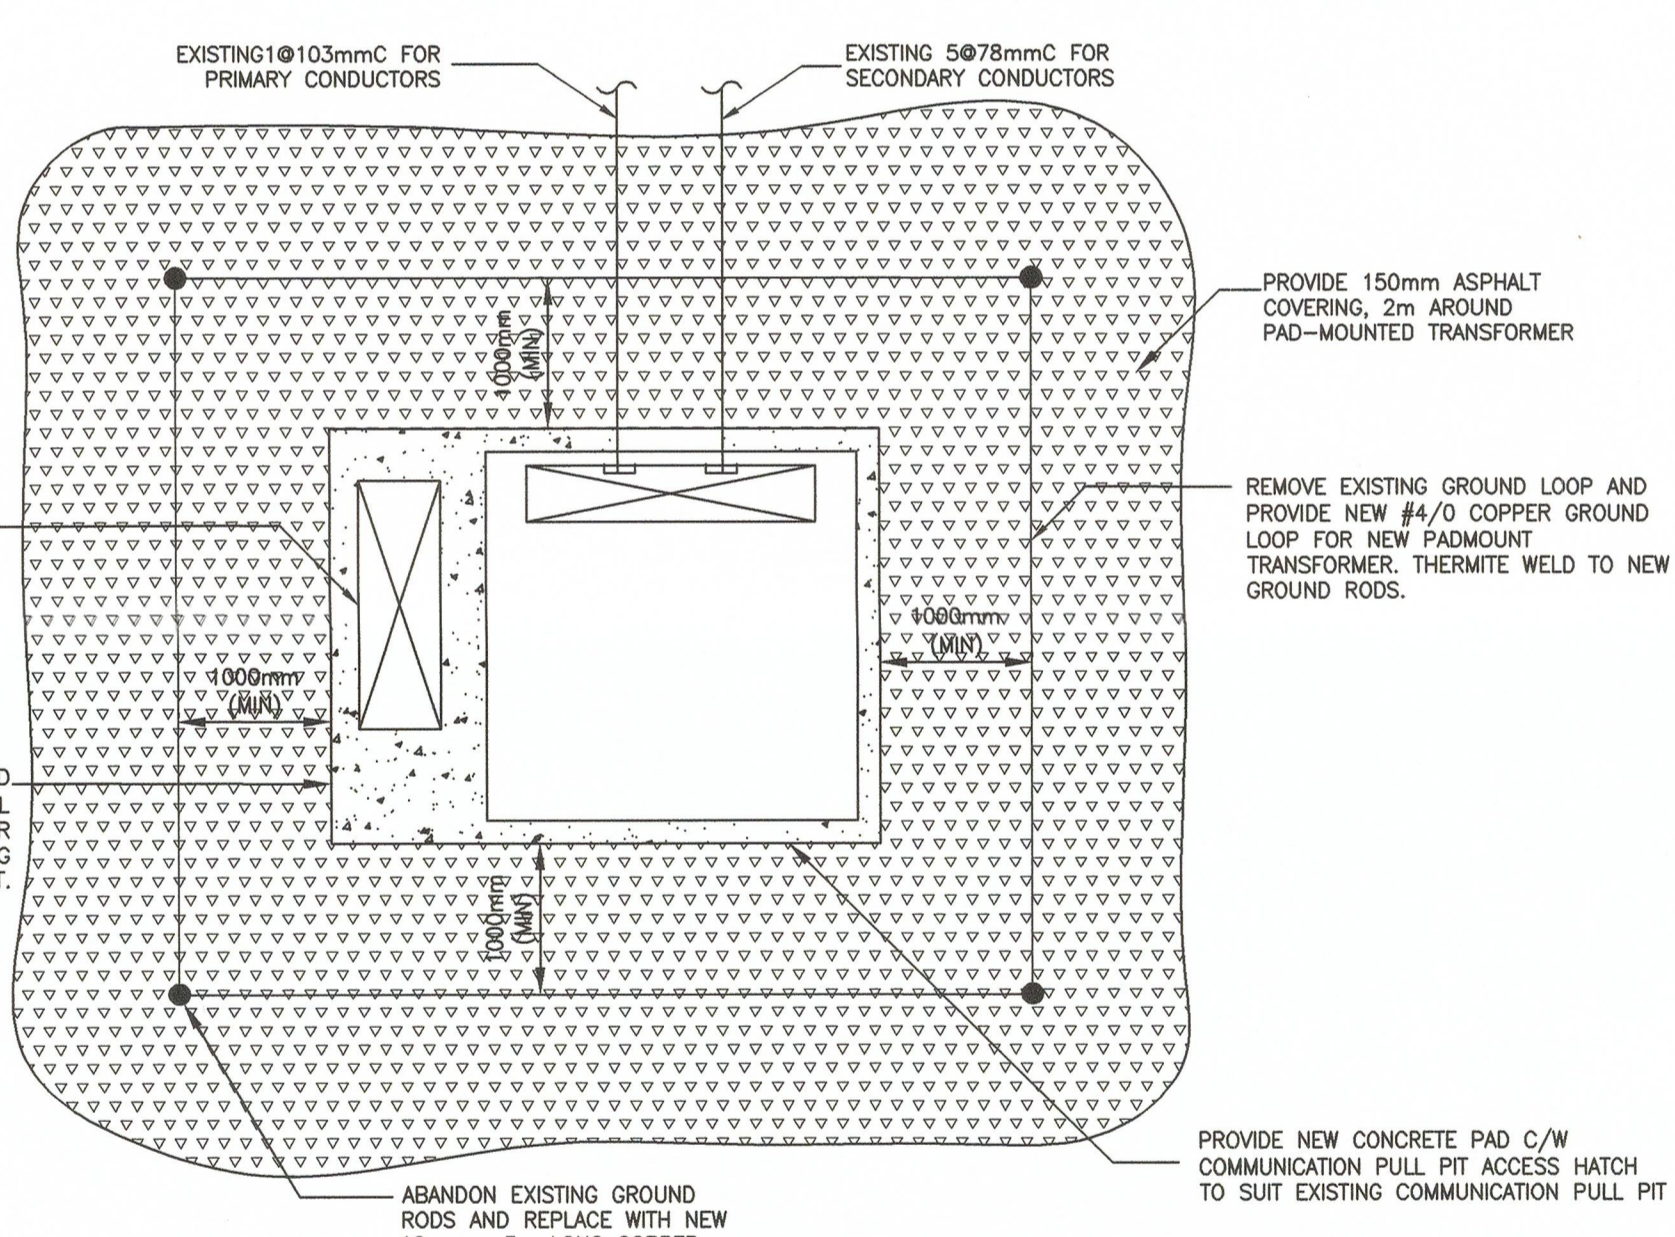 EXISTING1@103mmC FOR
PRIMARY CONDUCTORS
EXISTING 5@78mmC FOR
SECONDARY CONDUCTORS
PROVIDE 150mm ASPHALT
COVERING, 2m AROUND
PAD-MOUNTED TRANSFORMER
1000mm
(MIN)
REMOVE EXISTING GROUND LOOP AND
PROVIDE NEW #4/0 COPPER GROUND
LOOP FOR NEW PADMOUNT
TRANSFORMER. THERMITE WELD TO NEW
GROUND RODS.
1000mm
(MIN)
1000mm
(MIN)
D
L
R
G
T.
1000mm
(MIN)
PROVIDE NEW CONCRETE PAD C/W
COMMUNICATION PULL PIT ACCESS HATCH
TO SUIT EXISTING COMMUNICATION PULL PIT
ABANDON EXISTING GROUND
RODS AND REPLACE WITH NEW